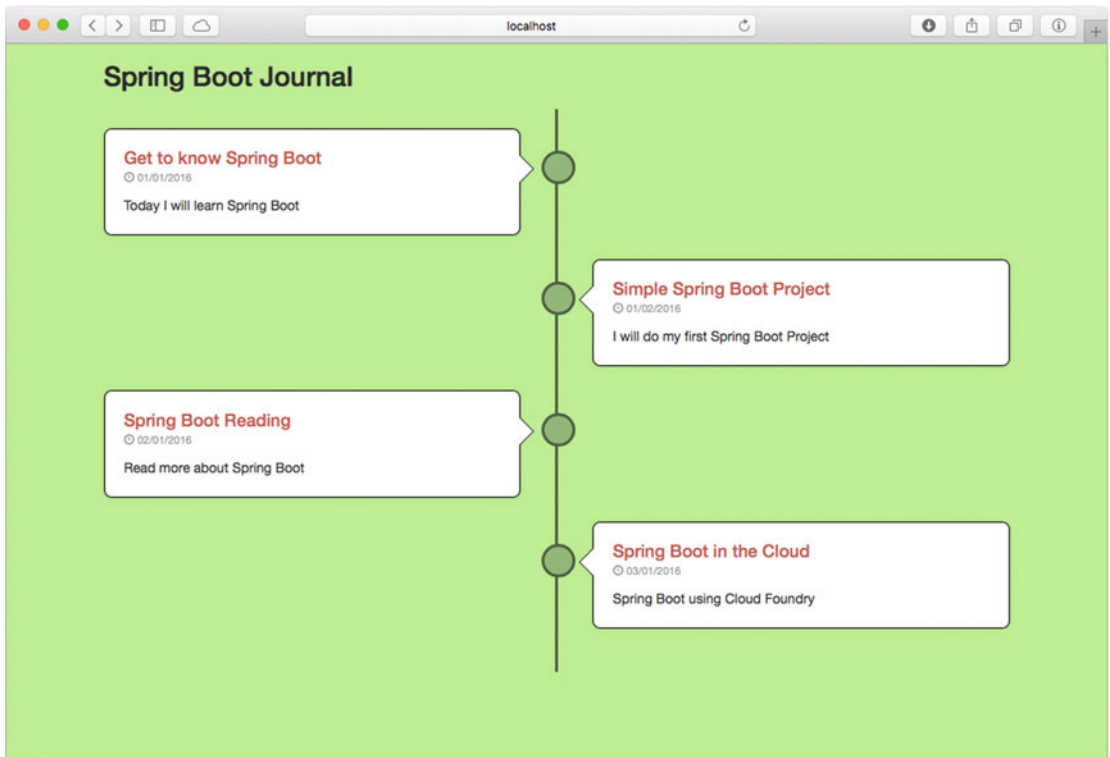 localhost
Spring Boot Journal
Get to know Spring Boot
01/01/2016
Today I will learn Spring Boot
Simple Spring Boot Project
01/02/2016
I will do my first Spring Boot Project
Spring Boot Reading
02/01/2016
Read more about Spring Boot
Spring Boot in the Cloud
03/01/2016
Spring Boot using Cloud Foundry